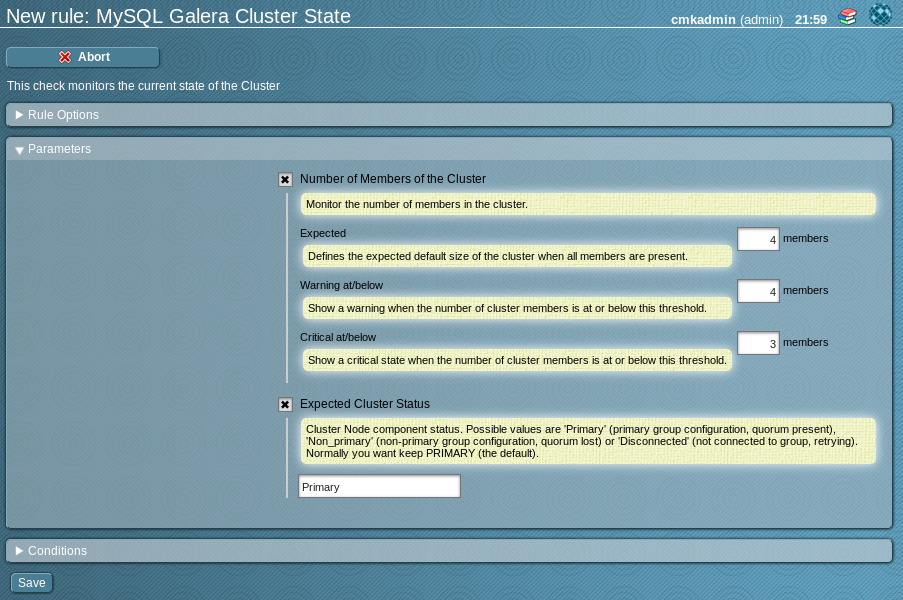 New rule: MySQL Galera Cluster State
cmkadmin (admin) 21:59
Abort
This check monitors the current state of the Cluster
Rule Options
Parameters
Number of Members of the Cluster
Monitor the number of members in the cluster.
Expected
4 members
Defines the expected default size of the cluster when all members are present.
Warning at/below
4 members
Show a warning when the number of cluster members is at or below this threshold.
Critical at/below
3 members
Show a critical state when the number of cluster members is at or below this threshold.
Expected Cluster Status
Cluster Node component status. Possible values are 'Primary' (primary group configuration, quorum present),
'Non_primary' (non-primary group configuration, quorum lost) or 'Disconnected' (not connected to group, retrying).
Normally you want keep PRIMARY (the default).
Primary
Conditions
Save